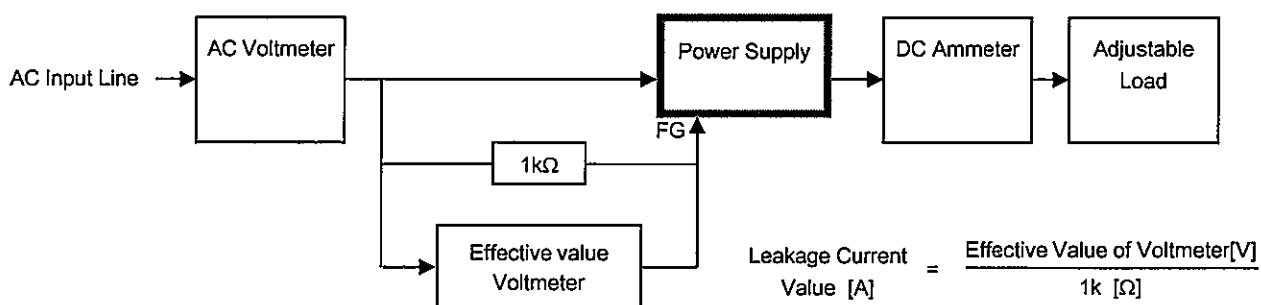 AC Input Line
AC Voltmeter
Power Supply
DC Ammeter
Adjustable
Load
FG
1kΩ
Effective value
Voltmeter
Leakage Current
Value [A]
=
Effective Value of Voltmeter[V]
1k [Ω]